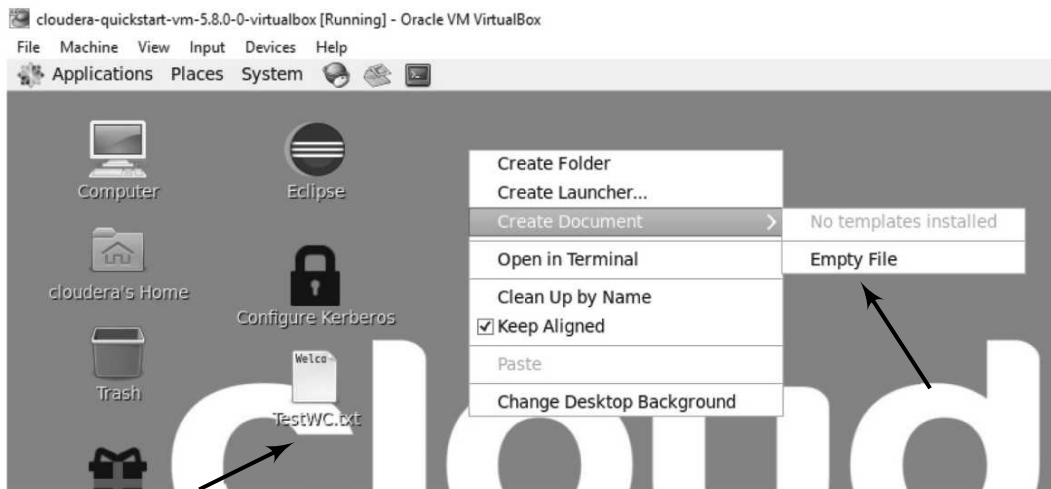 cloudera-quickstart-vm-5.8.0-0-virtualbox [Running] - Oracle VM VirtualBox
File Machine View Input Devices Help
Applications Places System
Computer
Eclipse
cloudera's Home
Configure Kerberos
Trash
Welco
TestWC.txt
Create Folder
Create Launcher...
Create Document
Open in Terminal
Clean Up by Name
Keep Aligned
Paste
Change Desktop Background
No templates installed
Empty File
cloud